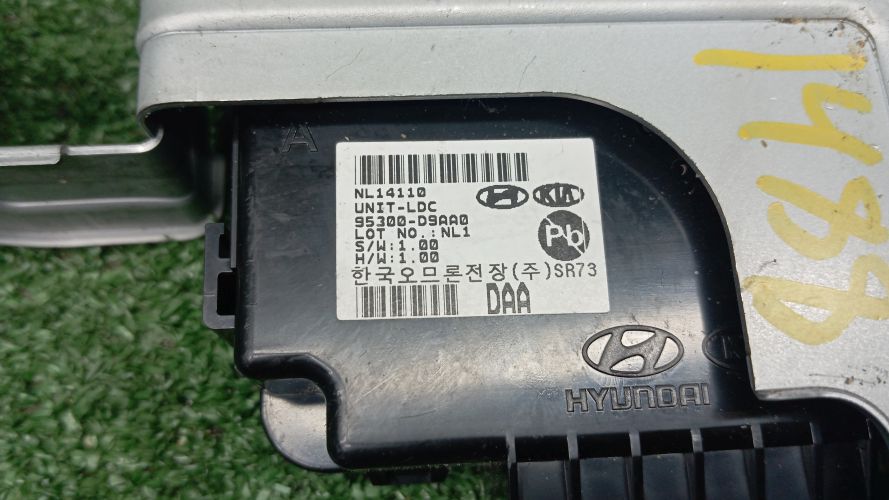 A
NL14110
UNIT-LDC
95300-D9AA0
LOT NO.:NL1
S/W:1.00
H/W:1.00
KIA
Pb
한국오므론전장(주)SR73
DAA
HYUNDAI